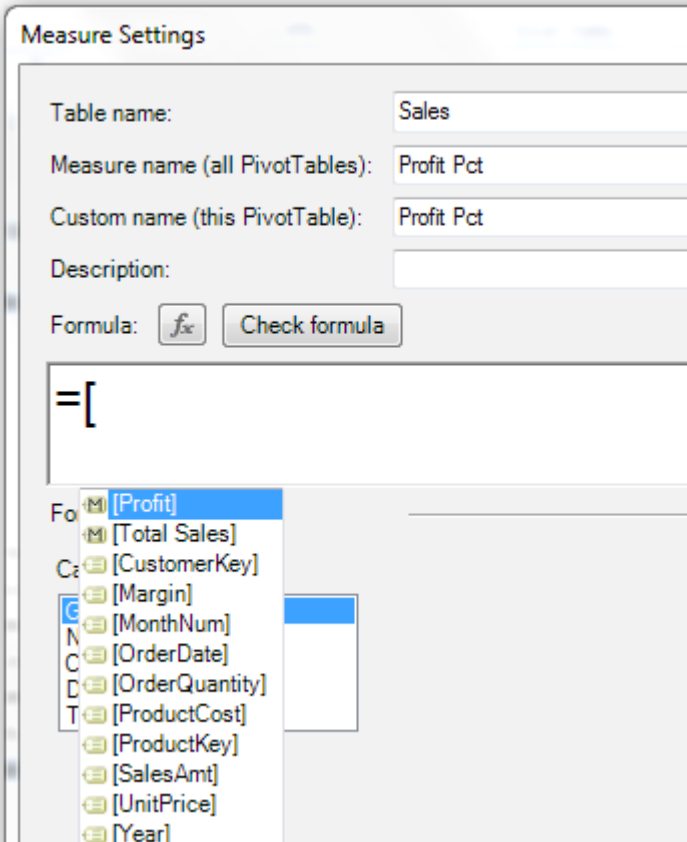 Measure Settings
Table name: Sales
Measure name (all PivotTables): Profit Pct
Custom name (this PivotTable): Profit Pct
Description:
Formula: fx Check formula
=[
[Profit]
[Total Sales]
[CustomerKey]
[Margin]
[MonthNum]
[OrderDate]
[OrderQuantity]
[ProductCost]
[ProductKey]
[SalesAmt]
[UnitPrice]
[Year]